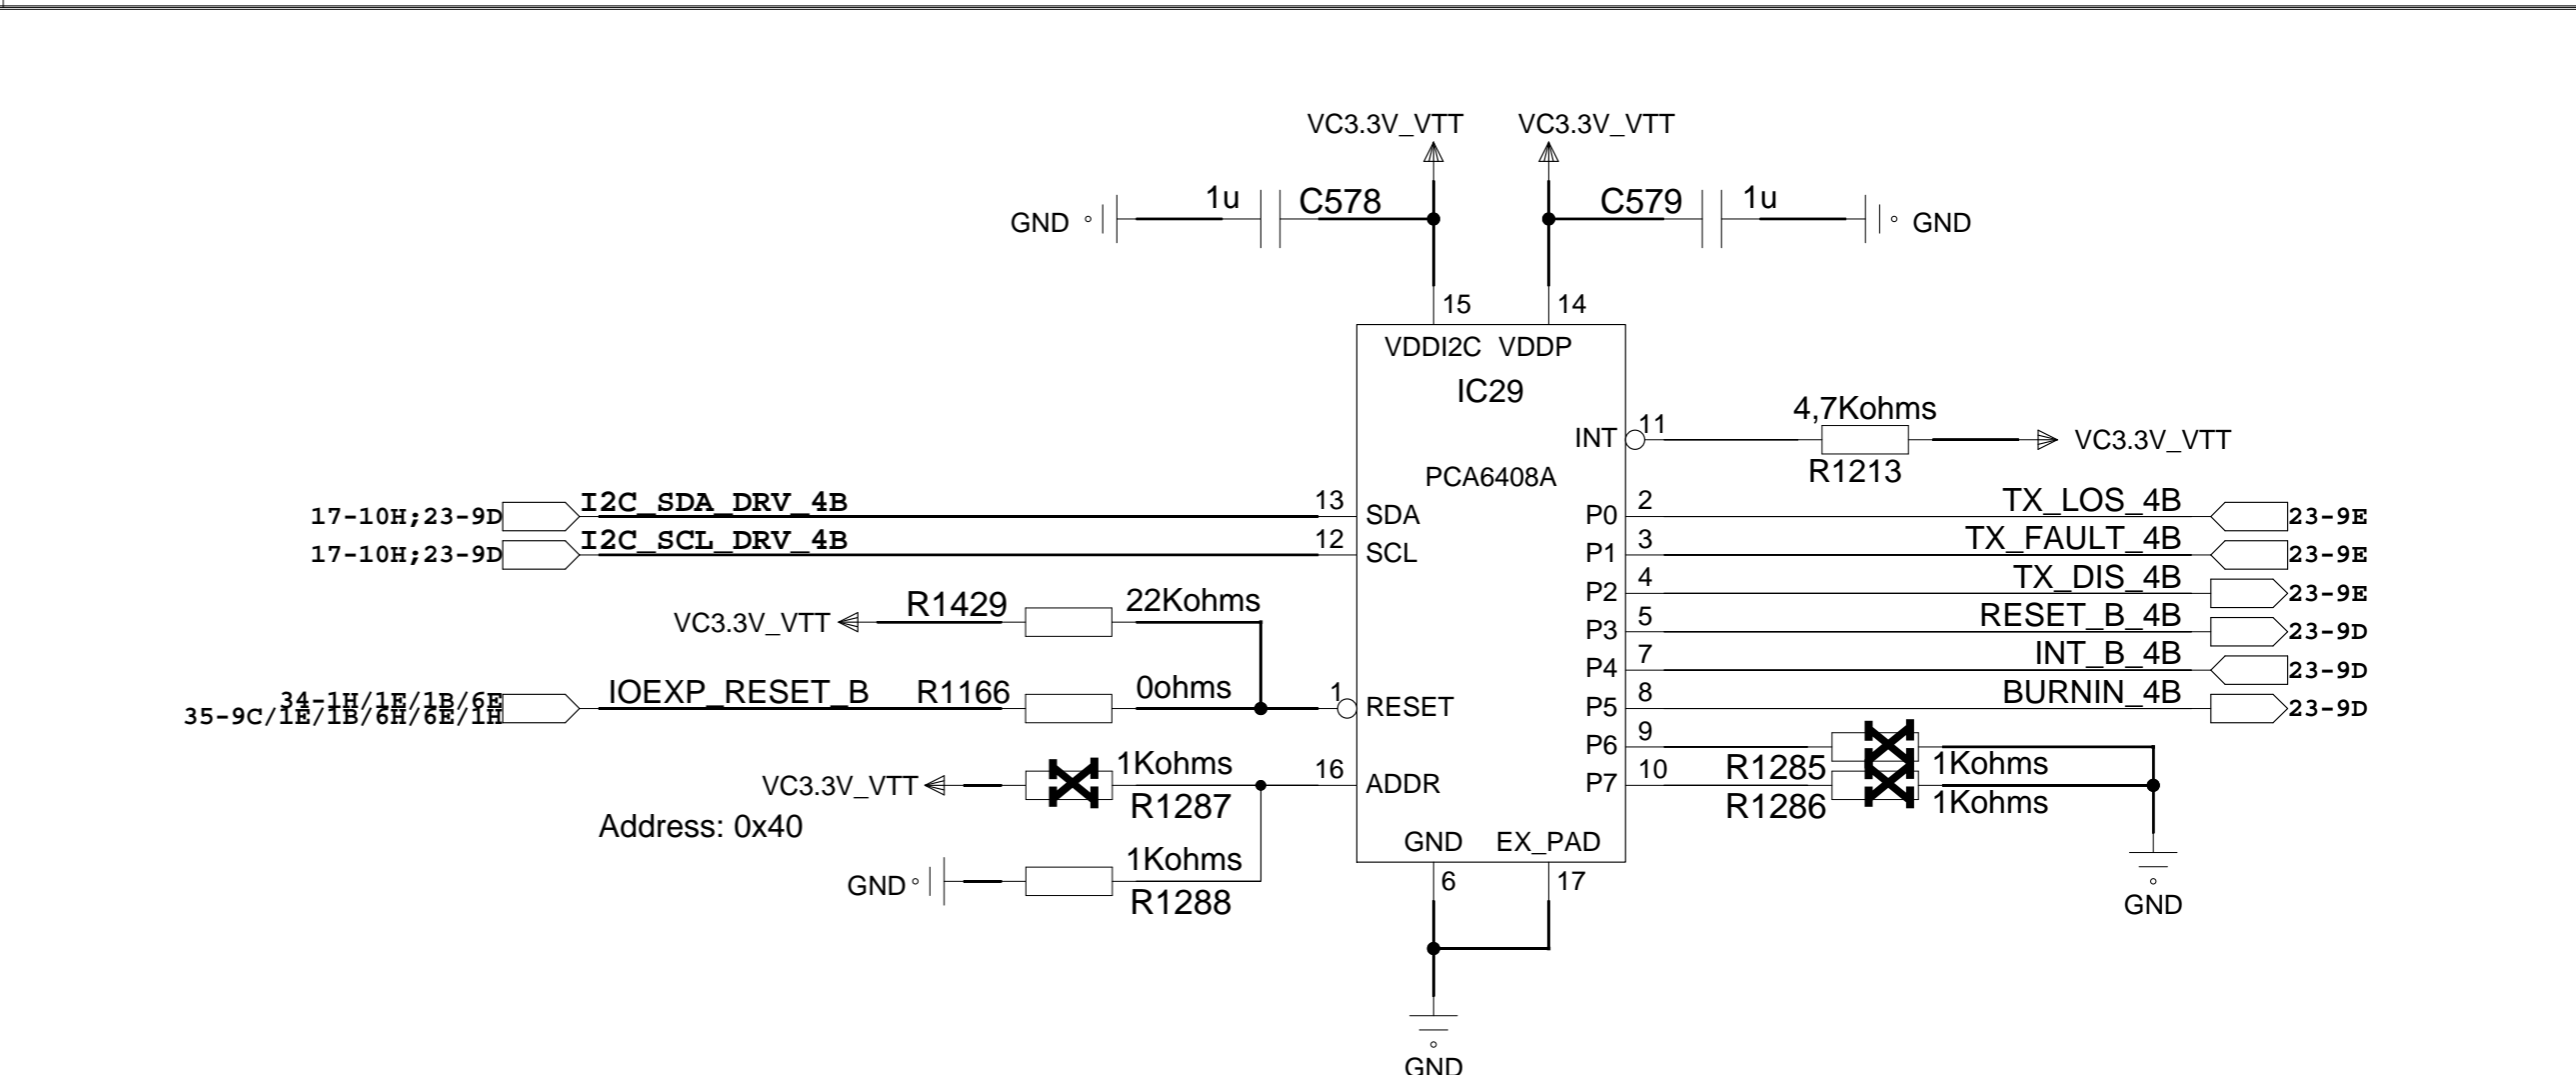 VC3.3V_VTT VC3.3V_VTT
GND 1u C578 C579 1u GND
15 14
VDDI2C VDDP
IC29
4,7Kohms
INT 11 VC3.3V_VTT
R1213
PCA6408A
17-10H;23-9D I2C_SDA_DRV_4B 13 SDA P0 2 TX_LOS_4B 23-9E
17-10H;23-9D I2C_SCL_DRV_4B 12 SCL P1 3 TX_FAULT_4B 23-9E
P2 4 TX_DIS_4B 23-9E
VC3.3V_VTT R1429 22Kohms P3 5 RESET_B_4B 23-9D
P4 7 INT_B_4B 23-9D
34-1H/1E/1B/6E
35-9C/1E/1B/6H/6E/1H IOEXP_RESET_B R1166 0ohms 1 RESET P5 8 BURNIN_4B 23-9D
P6 9 R1285 1Kohms
VC3.3V_VTT 1Kohms 16 ADDR P7 10 R1286 1Kohms
R1287
Address: 0x40
GND EX_PAD
1Kohms
GND R1288 6 17 GND
GND